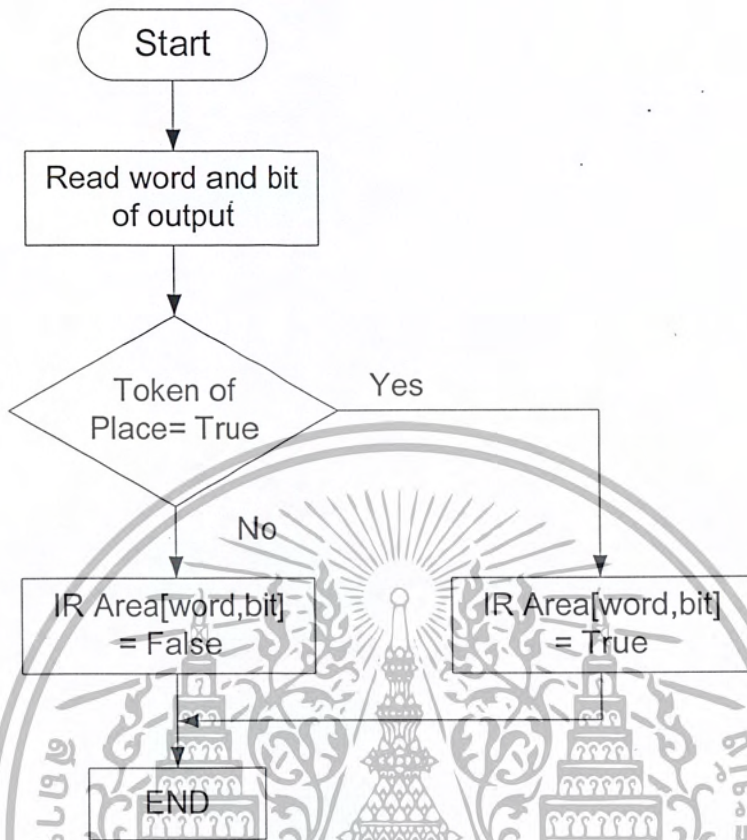 Start
Read word and bit
of output
Token of
Place= True
Yes
No
IR Area[word,bit]
= False
IR Area[word,bit]
= True
END